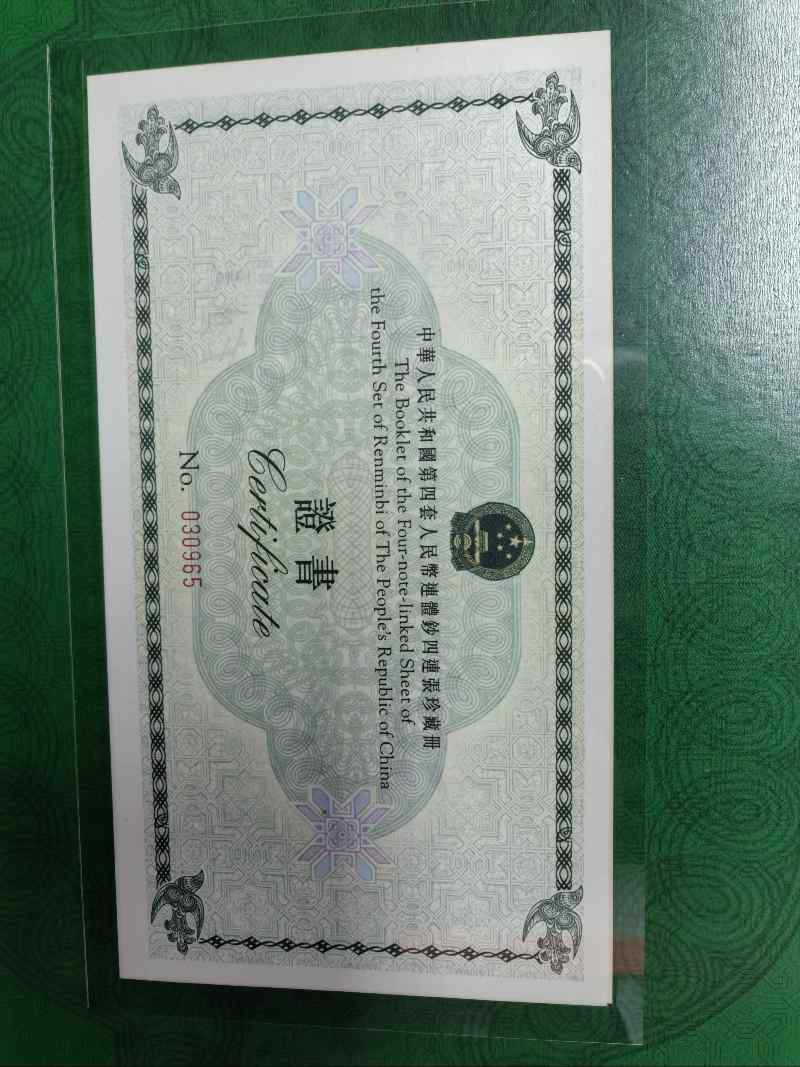 中華人民共和國第四套人民幣連體鈔四連張珍藏冊
The Booklet of the Four-note-linked Sheet of
the Fourth Set of Renminbi of The People's Republic of China
證書
Certificate
No. 030965